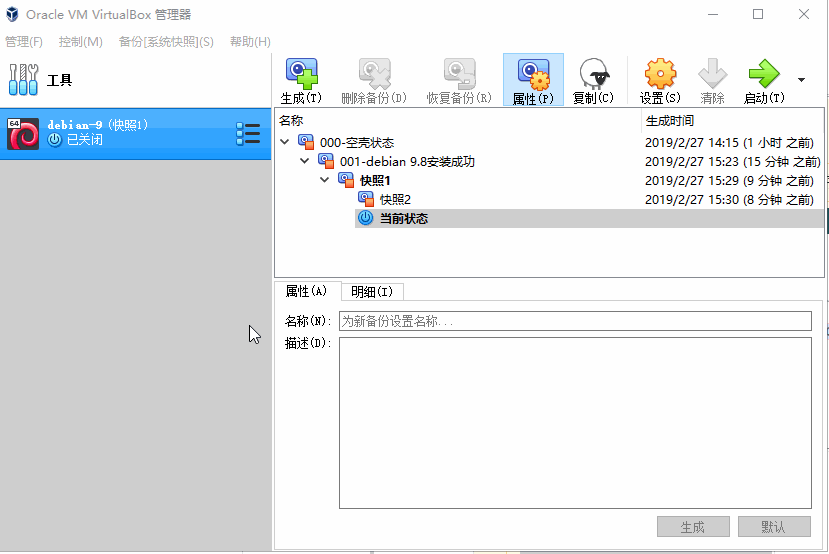 Oracle VM VirtualBox 管理器
管理(F) 控制(M) 备份[系统快照](S) 帮助(H)
工具
生成(T) 删除备份(D) 恢复备份(R) 属性(P) 复制(C) 设置(S) 清除 启动(T)
64 debian-9 (快照1)
已关闭
名称 生成时间
000-空壳状态 2019/2/27 14:15 (1 小时 之前)
001-debian 9.8安装成功 2019/2/27 15:23 (15 分钟 之前)
快照1 2019/2/27 15:29 (9 分钟 之前)
快照2 2019/2/27 15:30 (8 分钟 之前)
当前状态
属性(A) 明细(I)
名称(N): 为新备份设置名称...
描述(D):
生成 默认